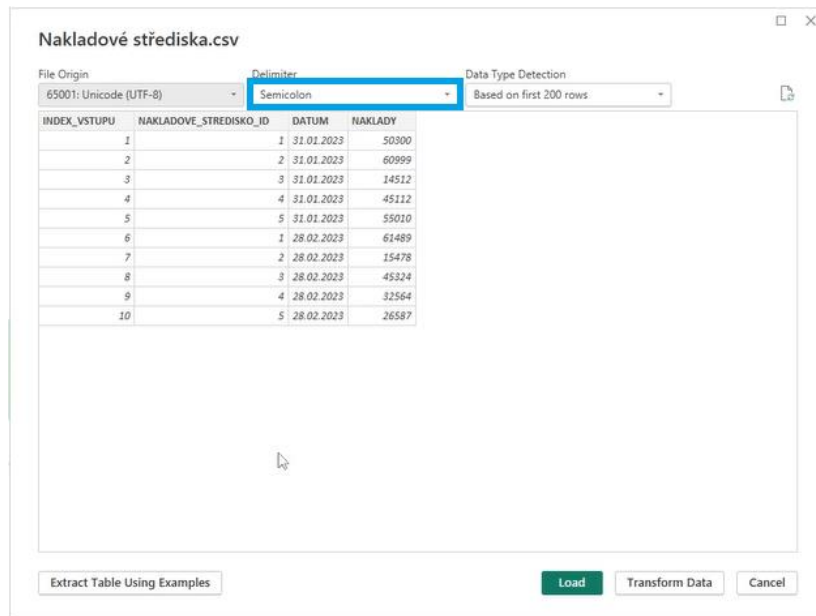 Nakladové střediska.csv
File Origin Delimiter Data Type Detection
65001: Unicode (UTF-8) Semicolon Based on first 200 rows
INDEX_VSTUPU NAKLADOVE_STREDISKO_ID DATUM NAKLADY
1 1 31.01.2023 50300
2 2 31.01.2023 60999
3 3 31.01.2023 14512
4 4 31.01.2023 45112
5 5 31.01.2023 55010
6 1 28.02.2023 61489
7 2 28.02.2023 15478
8 3 28.02.2023 45324
9 4 28.02.2023 32564
10 5 28.02.2023 26587
Extract Table Using Examples Load Transform Data Cancel